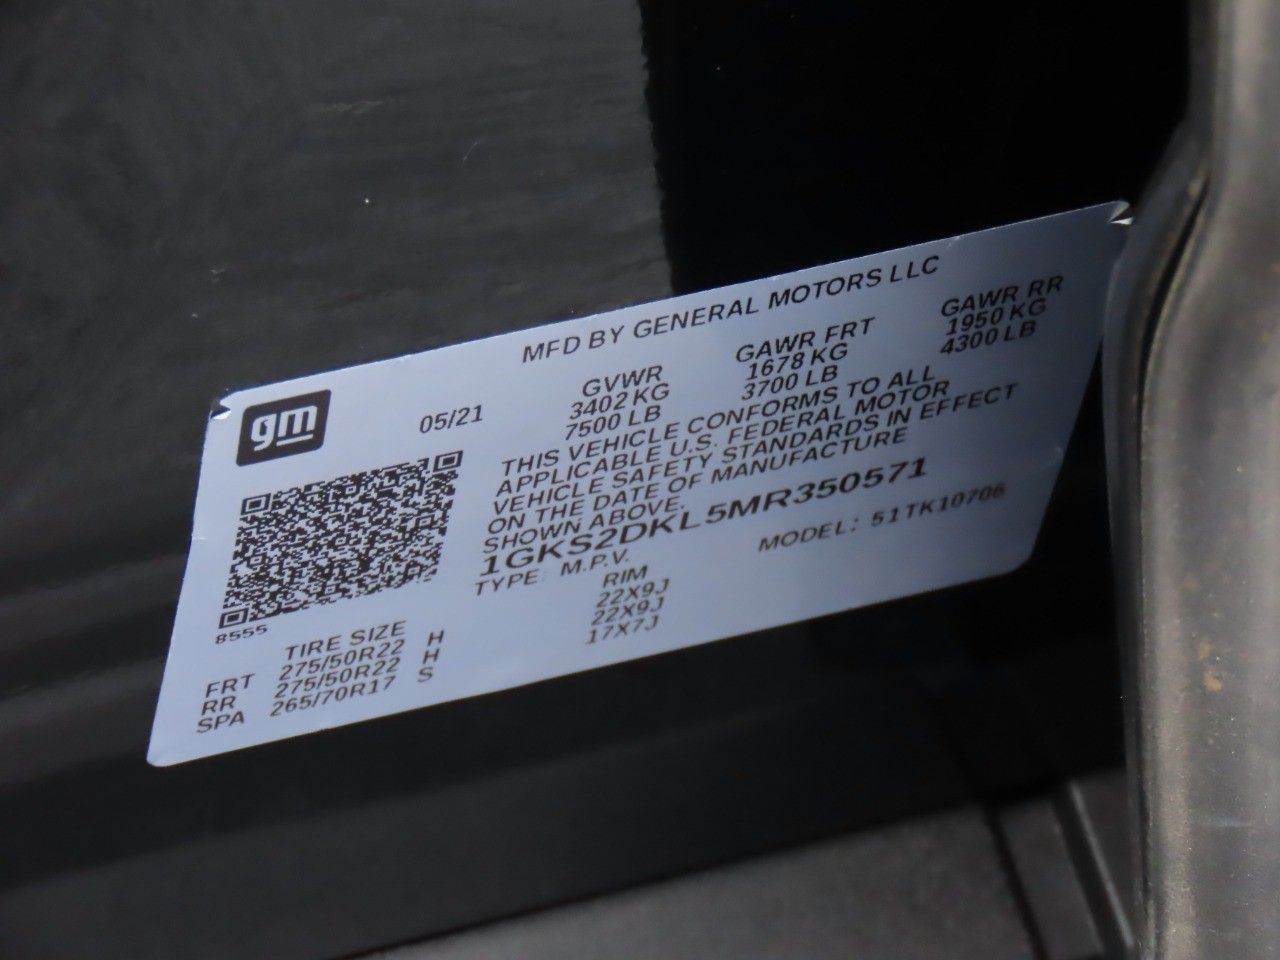 MFD BY GENERAL MOTORS LLC
gm
05/21
GVWR GAWR FRT GAWR RR
3402 KG 1678 KG 1950 KG
7500 LB 3700 LB 4300 LB
THIS VEHICLE CONFORMS TO ALL
APPLICABLE U.S. FEDERAL MOTOR
VEHICLE SAFETY STANDARDS IN EFFECT
ON THE DATE OF MANUFACTURE
SHOWN ABOVE.
1GKS2DKL5MR350571
TYPE: M.P.V. MODEL: 51TK10706
8555
TIRE SIZE RIM
FRT 275/50R22 H 22X9J
RR 275/50R22 H 22X9J
SPA 265/70R17 S 17X7J